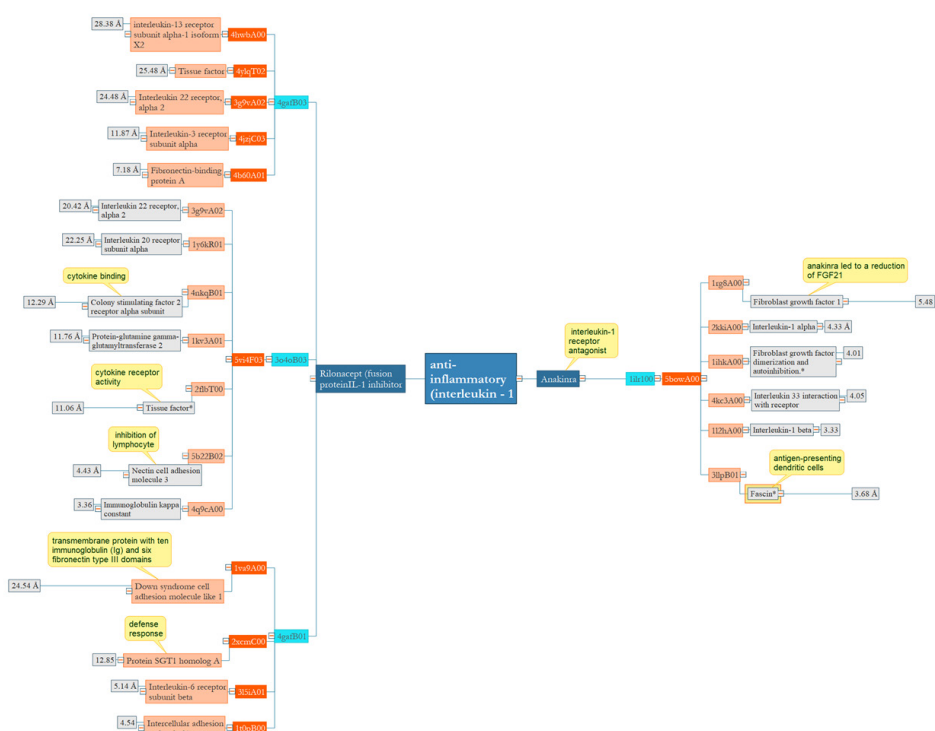 28.38 Å
interleukin-13 receptor
subunit alpha-1 isoform
X2
4hwbA00
25.48 Å
Tissue factor
4ylqT02
24.48 Å
Interleukin 22 receptor,
alpha 2
3g9vA02
4gafB03
11.87 Å
Interleukin-3 receptor
subunit alpha
4jzjC03
7.18 Å
Fibronectin-binding
protein A
4b60A01
20.42 Å
Interleukin 22 receptor,
alpha 2
3g9vA02
22.25 Å
Interleukin 20 receptor
subunit alpha
1y6kR01
cytokine binding
12.29 Å
Colony stimulating factor 2
receptor alpha subunit
4nkqB01
11.76 Å
Protein-glutamine gamma-
glutamyltransferase 2
1kv3A01
5vi4F03
3o4oB03
cytokine receptor
activity
11.06 Å
Tissue factor*
2flbT00
inhibition of
lymphocyte
4.43 Å
Nectin cell adhesion
molecule 3
5b22B02
3.36
Immunoglobulin kappa
constant
4q9cA00
transmembrane protein with ten
immunoglobulin (Ig) and six
fibronectin type III domains
24.54 Å
Down syndrome cell
adhesion molecule like 1
1va9A00
defense
response
12.85
Protein SGT1 homolog A
2xcmC00
4gafB01
5.14 Å
Interleukin-6 receptor
subunit beta
3l5iA01
4.54
Intercellular adhesion
1t0pB00
Rilonacept (fusion
proteinIL-1 inhibitor
anti-
inflammatory
(interleukin - 1
interleukin-1
receptor
antagonist
Anakinra
1ilr100
5bowA00
anakinra led to a reduction
of FGF21
1rg8A00
Fibroblast growth factor 1
5.48
2kkiA00
Interleukin-1 alpha
4.33 Å
1ihkA00
Fibroblast growth factor
dimerization and
autoinhibition,*
4.01
4kc3A00
Interleukin 33 interaction
with receptor
4.05
1l2hA00
Interleukin-1 beta
3.33
antigen-presenting
dendritic cells
3llpB01
Fascin*
3.68 Å